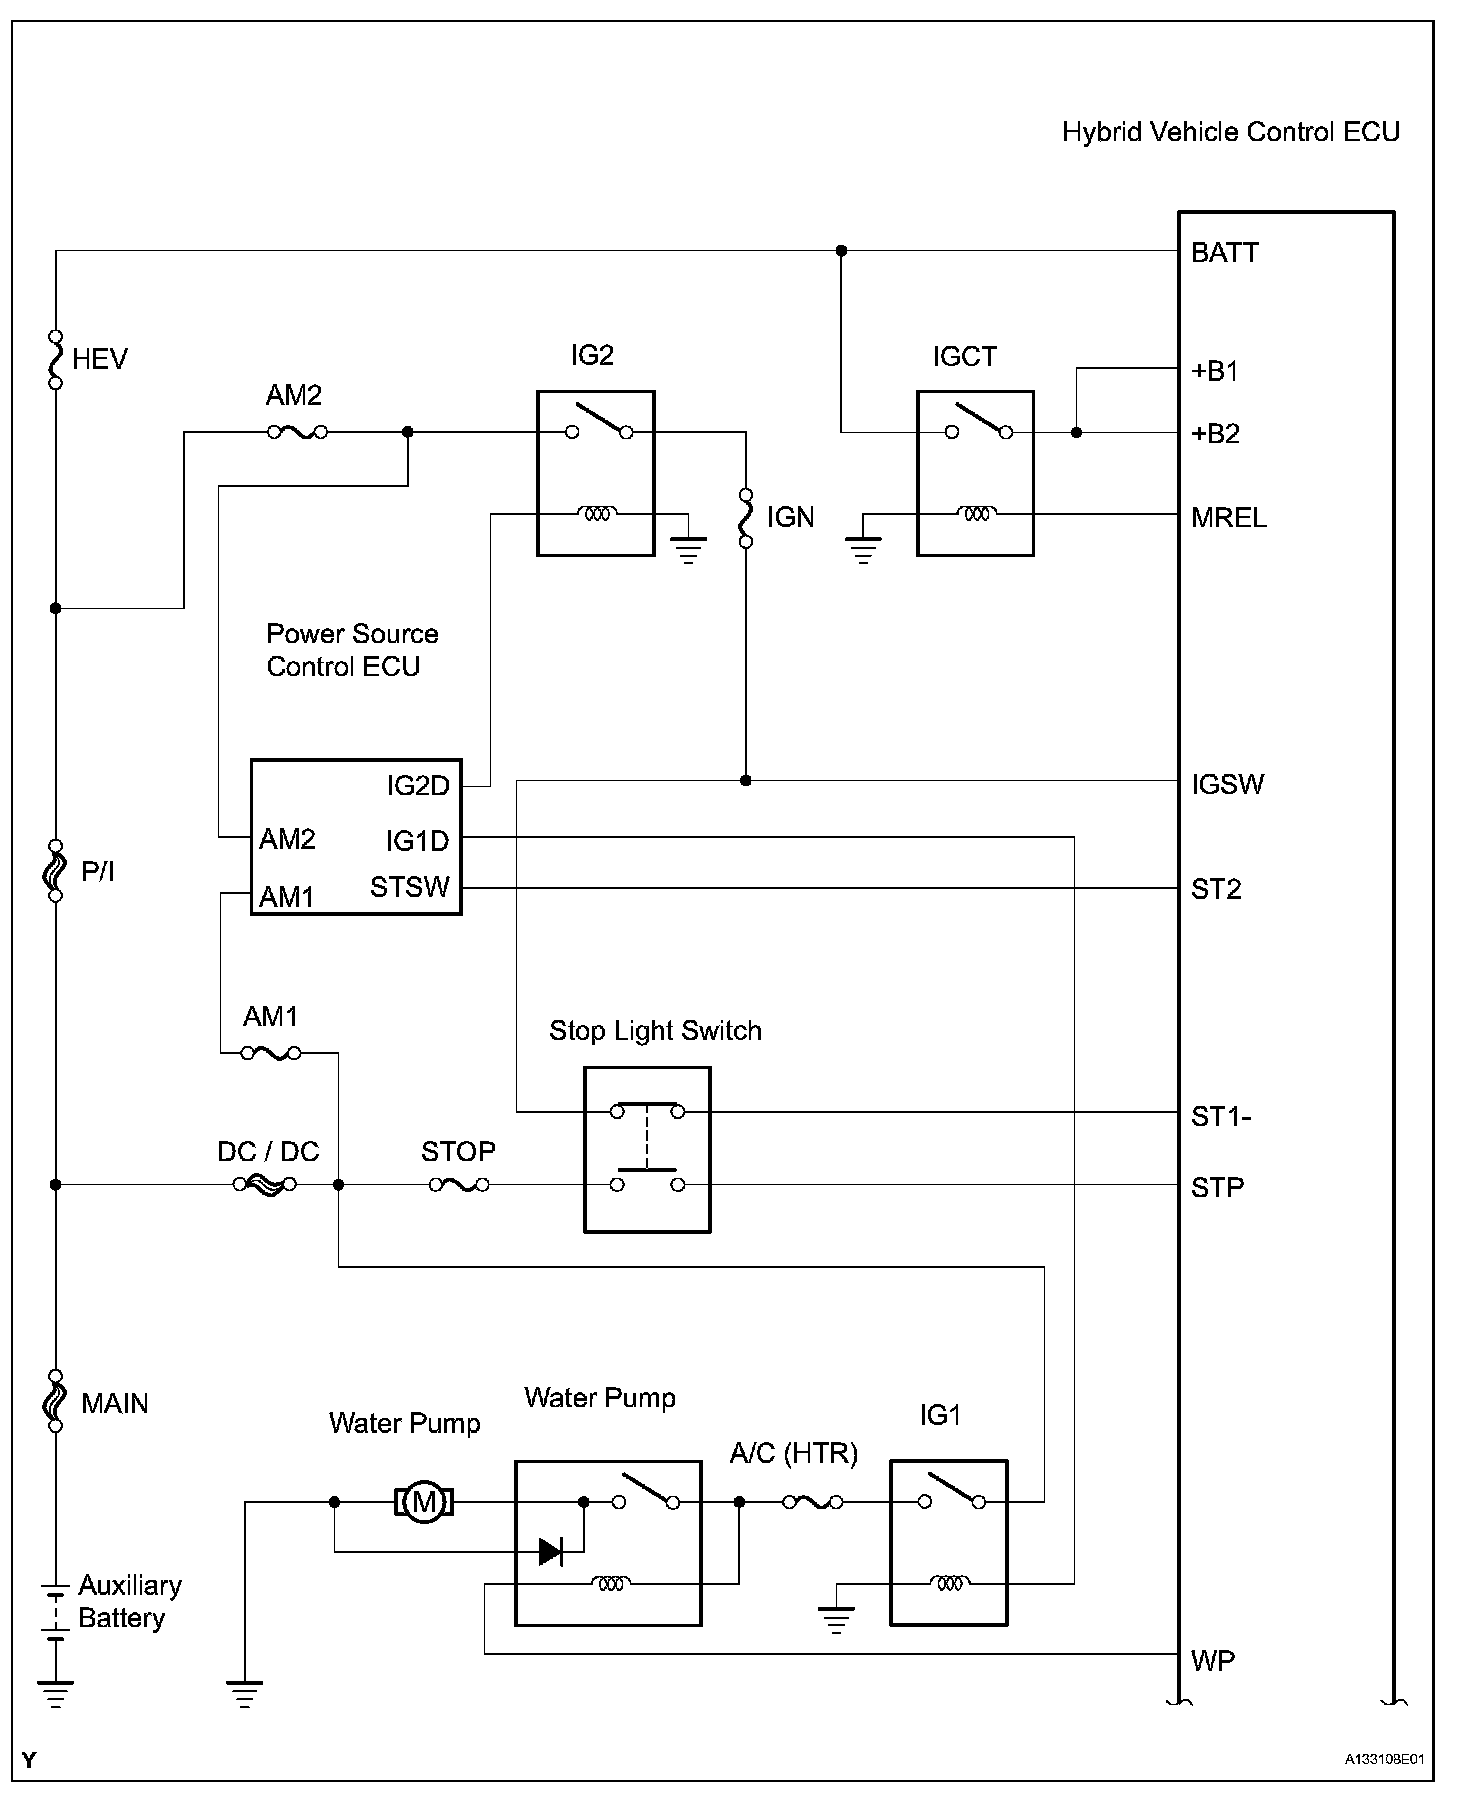 Hybrid Vehicle Control ECU
BATT
HEV
IG2
IGCT
+B1
AM2
+B2
IGN
MREL
Power Source
Control ECU
IG2D
IGSW
AM2
IG1D
P/I
STSW
ST2
AM1
AM1
Stop Light Switch
ST1-
DC / DC
STOP
STP
MAIN
Water Pump
Water Pump
IG1
A/C (HTR)
M
Auxiliary
Battery
WP
Y
A133108E01